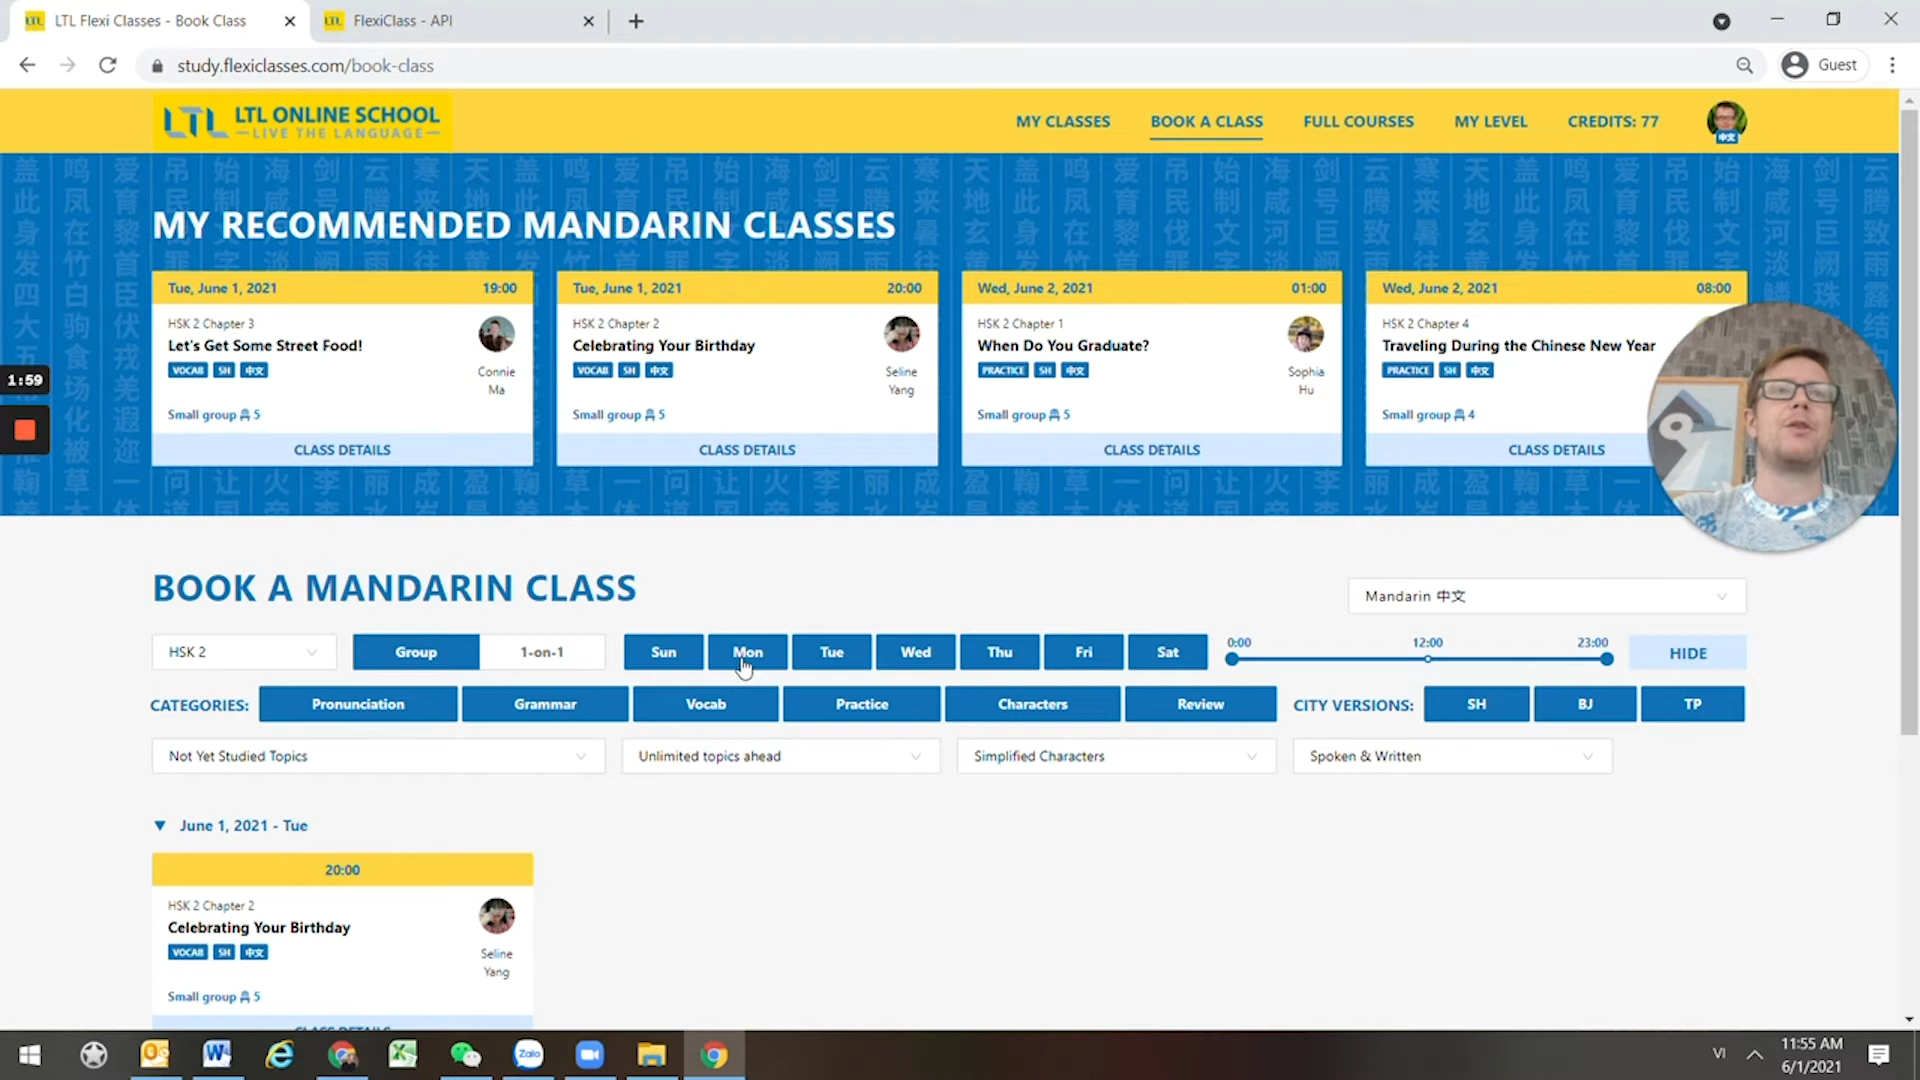 LTL Flexi Classes - Book Class
FlexiClass - API
study.flexiclasses.com/book-class
Guest
LTL LTL ONLINE SCHOOL
LIVE THE LANGUAGE
MY CLASSES
BOOK A CLASS
FULL COURSES
MY LEVEL
CREDITS: 77
中文
MY RECOMMENDED MANDARIN CLASSES
Tue, June 1, 2021 19:00
HSK 2 Chapter 3
Let's Get Some Street Food!
VOCAB SH 中文
Connie
Ma
Small group 5
CLASS DETAILS
Tue, June 1, 2021 20:00
HSK 2 Chapter 2
Celebrating Your Birthday
VOCAB SH 中文
Seline
Yang
Small group 5
CLASS DETAILS
Wed, June 2, 2021 01:00
HSK 2 Chapter 1
When Do You Graduate?
PRACTICE SH 中文
Sophia
Hu
Small group 5
CLASS DETAILS
Wed, June 2, 2021 08:00
HSK 2 Chapter 4
Traveling During the Chinese New Year
PRACTICE SH 中文
Small group 4
CLASS DETAILS
1:59
BOOK A MANDARIN CLASS
Mandarin 中文
HSK 2
Group
1-on-1
Sun
Mon
Tue
Wed
Thu
Fri
Sat
0:00
12:00
23:00
HIDE
CATEGORIES:
Pronunciation
Grammar
Vocab
Practice
Characters
Review
CITY VERSIONS:
SH
BJ
TP
Not Yet Studied Topics
Unlimited topics ahead
Simplified Characters
Spoken & Written
June 1, 2021 - Tue
20:00
HSK 2 Chapter 2
Celebrating Your Birthday
VOCAB SH 中文
Seline
Yang
Small group 5
CLASS DETAILS
Zalo
VI
11:55 AM
6/1/2021